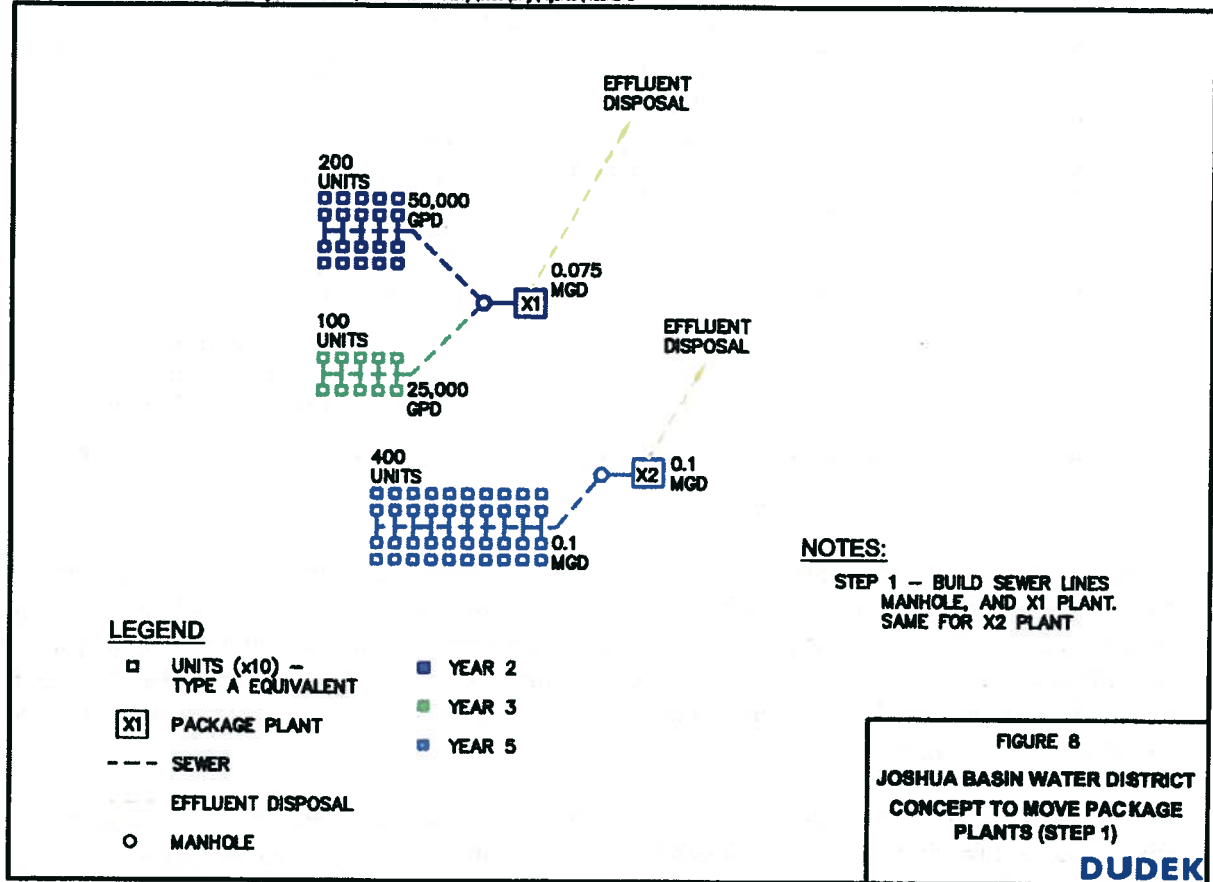 EFFLUENT
DISPOSAL
200
UNITS
50,000
GPD
0.075
MGD
X1
100
UNITS
25,000
GPD
EFFLUENT
DISPOSAL
400
UNITS
X2
0.1
MGD
0.1
MGD
NOTES:
STEP 1 – BUILD SEWER LINES
MANHOLE, AND X1 PLANT.
SAME FOR X2 PLANT
LEGEND
UNITS (x10) –
TYPE A EQUIVALENT
X1 PACKAGE PLANT
SEWER
EFFLUENT DISPOSAL
MANHOLE
YEAR 2
YEAR 3
YEAR 5
FIGURE 8
JOSHUA BASIN WATER DISTRICT
CONCEPT TO MOVE PACKAGE
PLANTS (STEP 1)
DUDEK